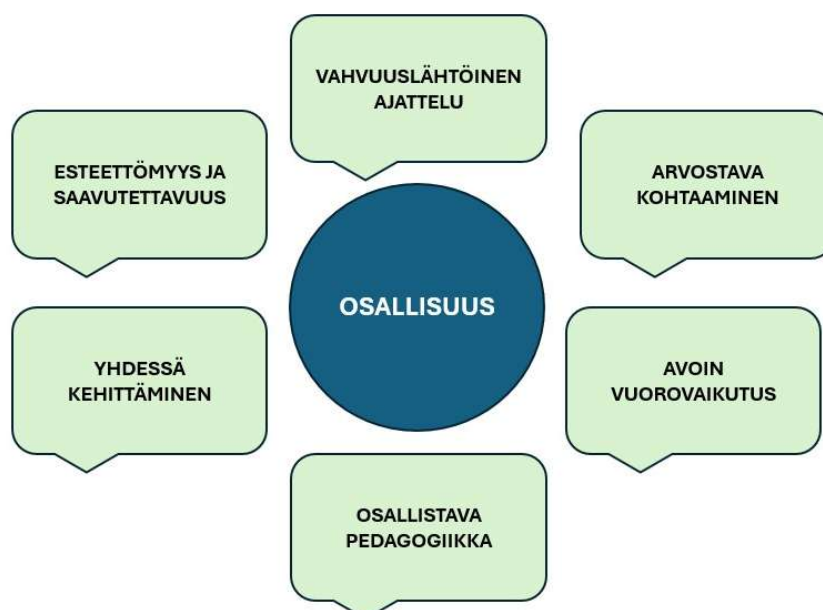 VAHVUUSLÄHTÖINEN
AJATTELU
ESTEETTÖMYYS JA
SAAVUTETTAVUUS
ARVOSTAVA
KOHTAAMINEN
OSALLISUUS
YHDESSÄ
KEHITTÄMINEN
AVOIN
VUOROVAIKUTUS
OSALLISTAVA
PEDAGOGIIKKA